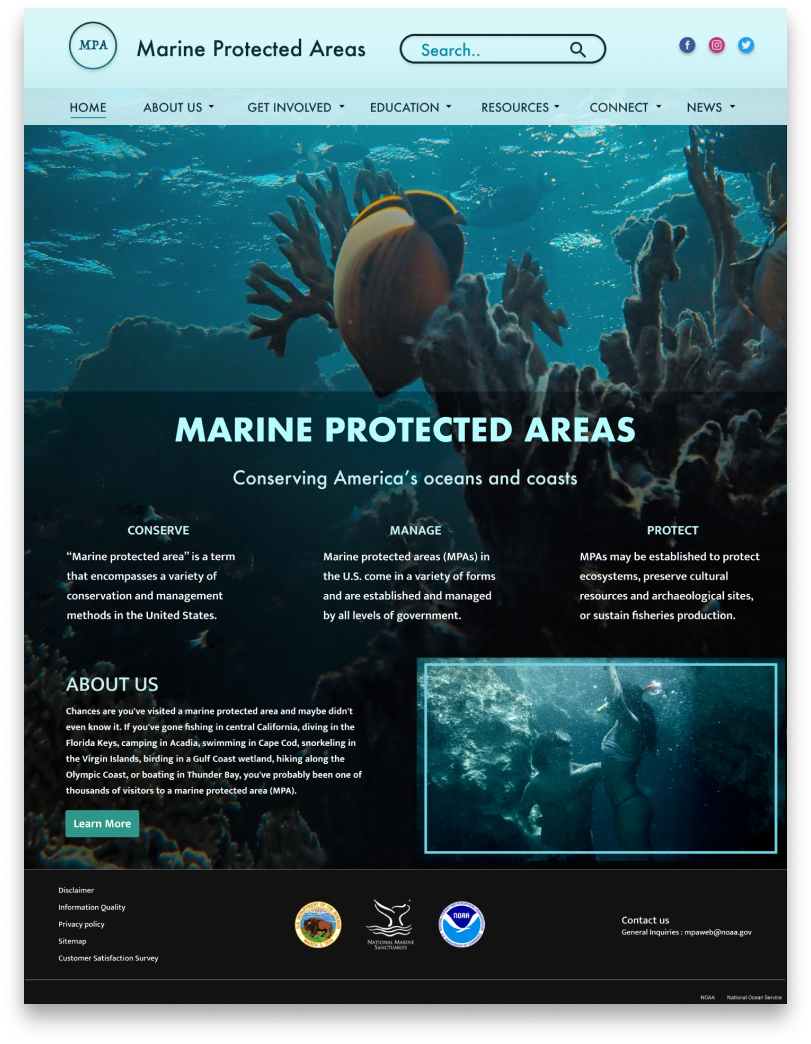 MPA
Marine Protected Areas
Search..
HOME
ABOUT US
GET INVOLVED
EDUCATION
RESOURCES
CONNECT
NEWS
MARINE PROTECTED AREAS
Conserving America's oceans and coasts
CONSERVE
“Marine protected area” is a term
that encompasses a variety of
conservation and management
methods in the United States.
MANAGE
Marine protected areas (MPAs) in
the U.S. come in a variety of forms
and are established and managed
by all levels of government.
PROTECT
MPAs may be established to protect
ecosystems, preserve cultural
resources and archaeological sites,
or sustain fisheries production.
ABOUT US
Chances are you've visited a marine protected area and maybe didn't
even know it. If you've gone fishing in central California, diving in the
Florida Keys, camping in Acadia, swimming in Cape Cod, snorkeling in
the Virgin Islands, birding in a Gulf Coast wetland, hiking along the
Olympic Coast, or boating in Thunder Bay, you've probably been one of
thousands of visitors to a marine protected area (MPA).
Learn More
Disclaimer
Information Quality
Privacy policy
Sitemap
Customer Satisfaction Survey
NATIONAL MARINE
SANCTUARIES
NOAA
Contact us
General Inquiries : mpaweb@noaa.gov
NOAA
National Ocean Service